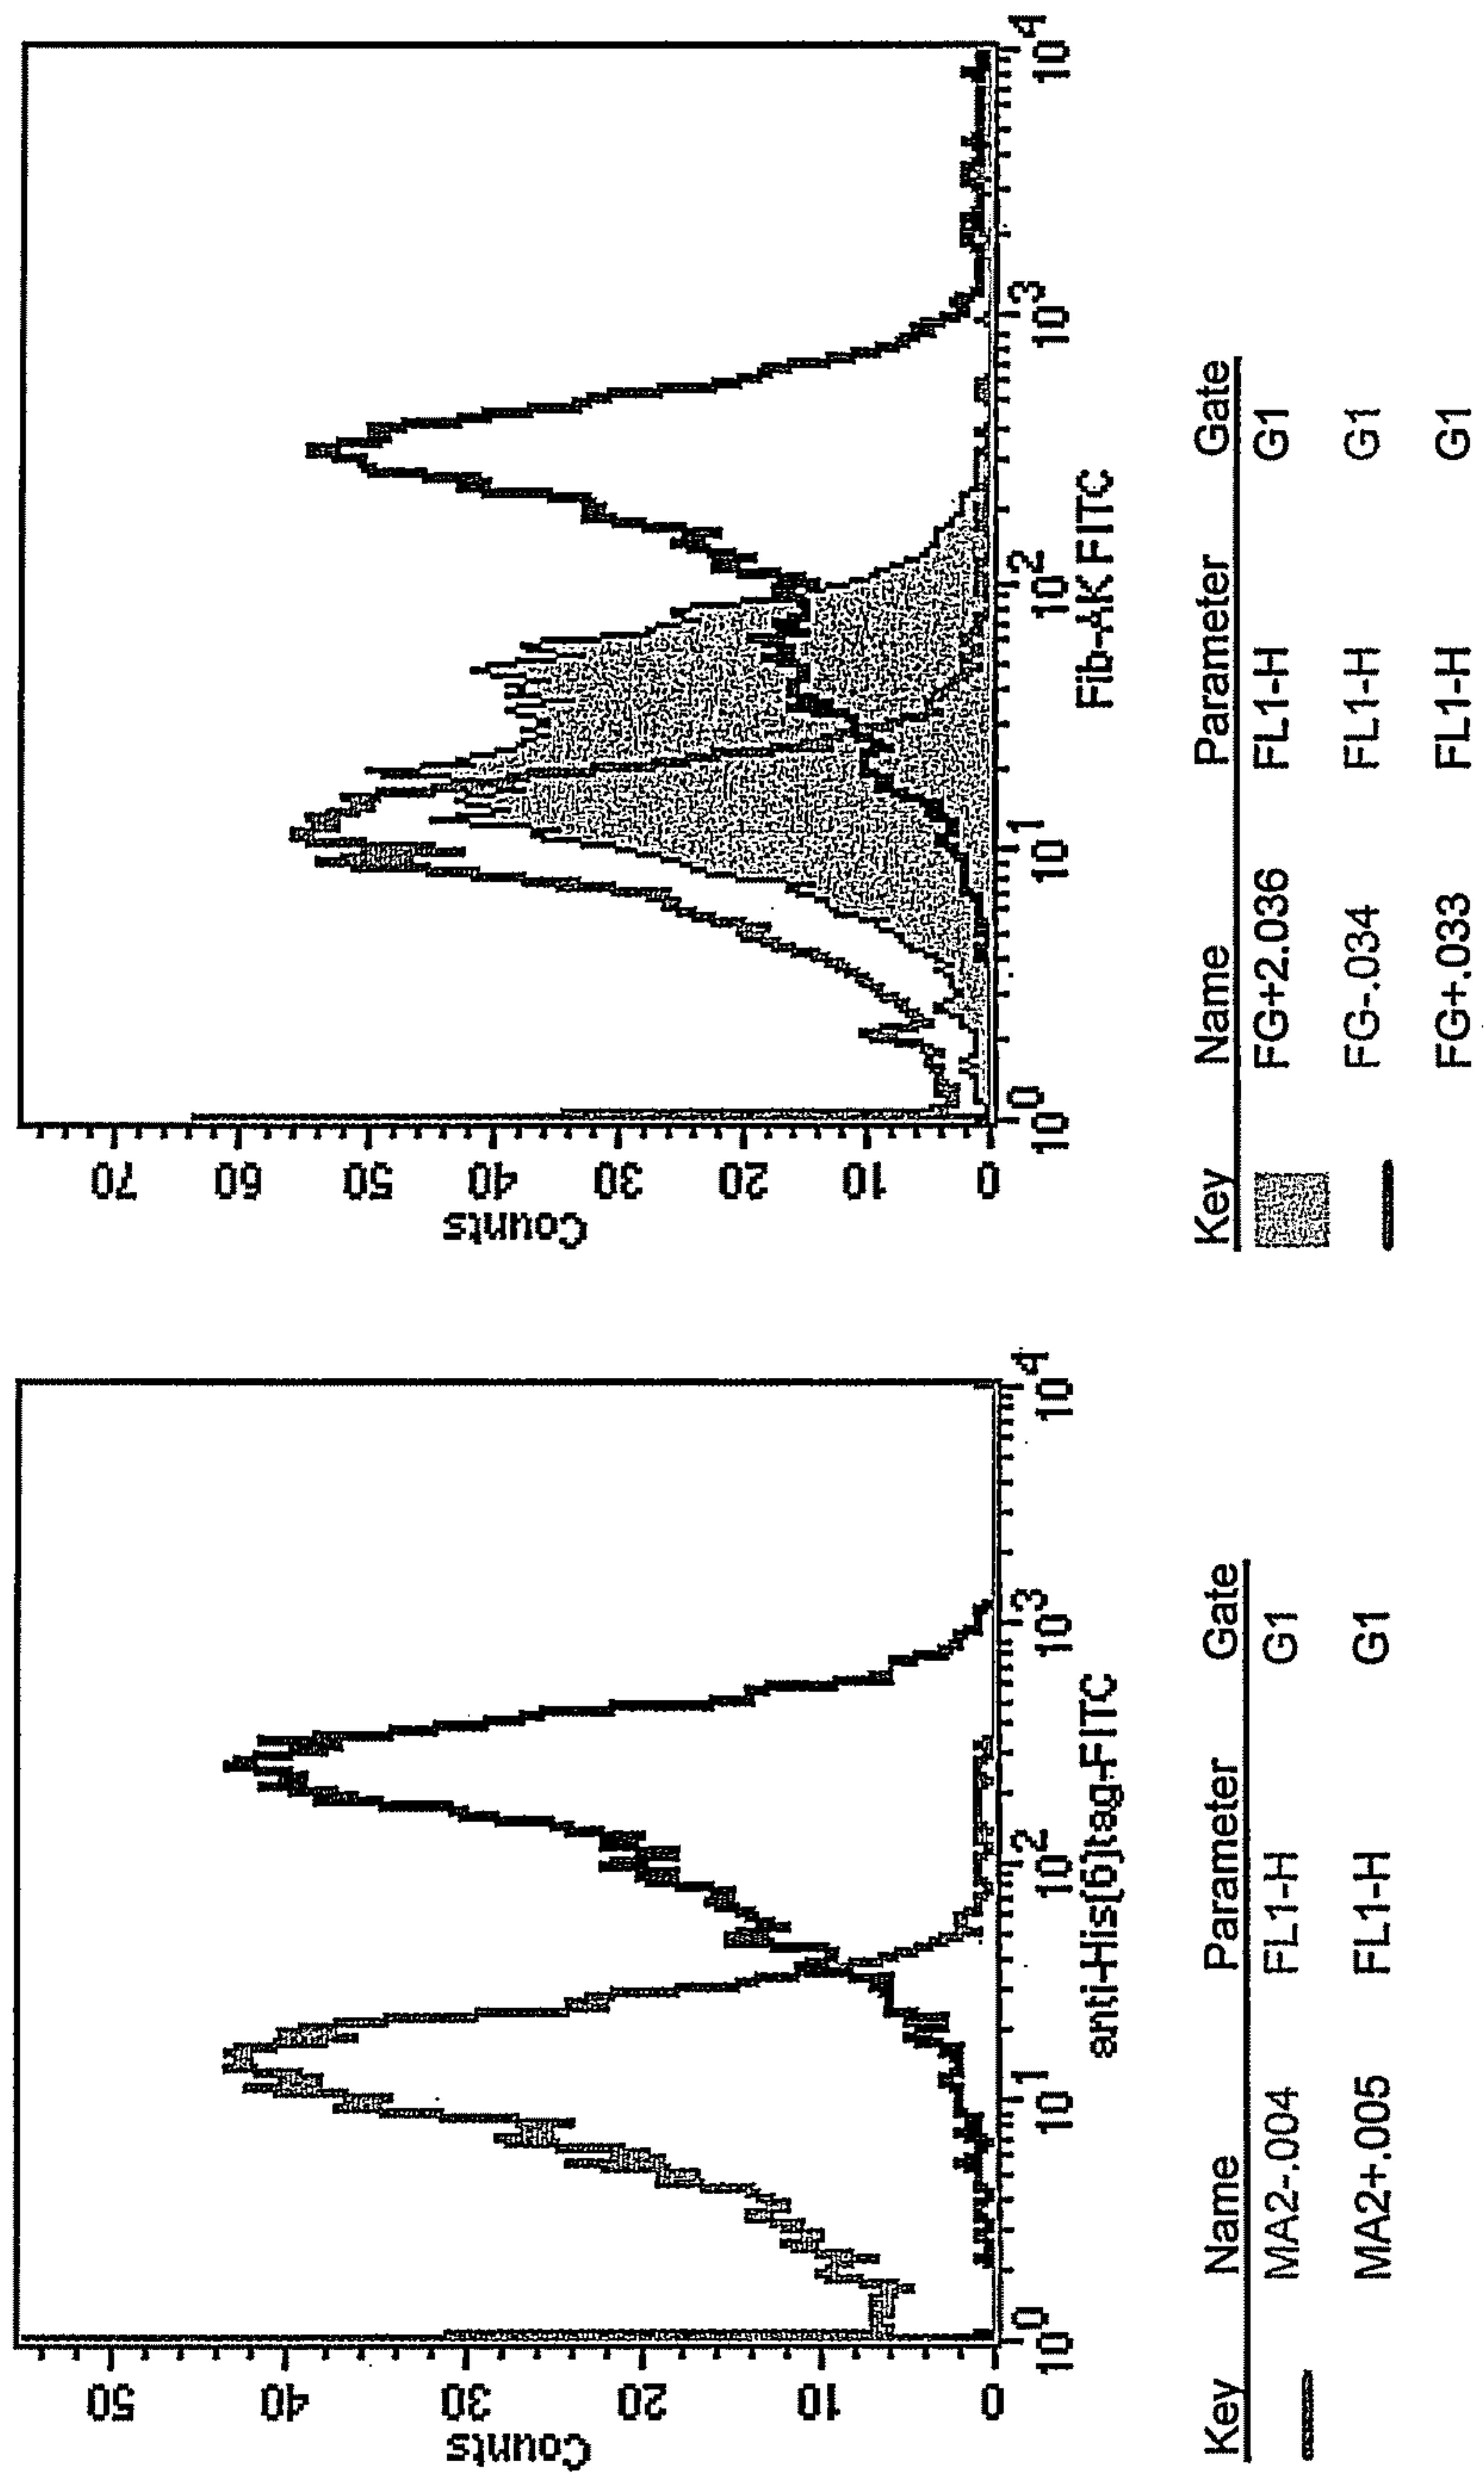 Counts
50
40
30
20
10
0
10^0 10^1 10^2 10^3 10^4
anti-His[6]tag-FITC
Key Name Parameter Gate
MA2-.004 FL1-H G1
MA2+.005 FL1-H G1
Counts
70
60
50
40
30
20
10
0
10^0 10^1 10^2 10^3 10^4
Fib-AK FITC
Key Name Parameter Gate
FG+2.036 FL1-H G1
FG-.034 FL1-H G1
FG+.033 FL1-H G1